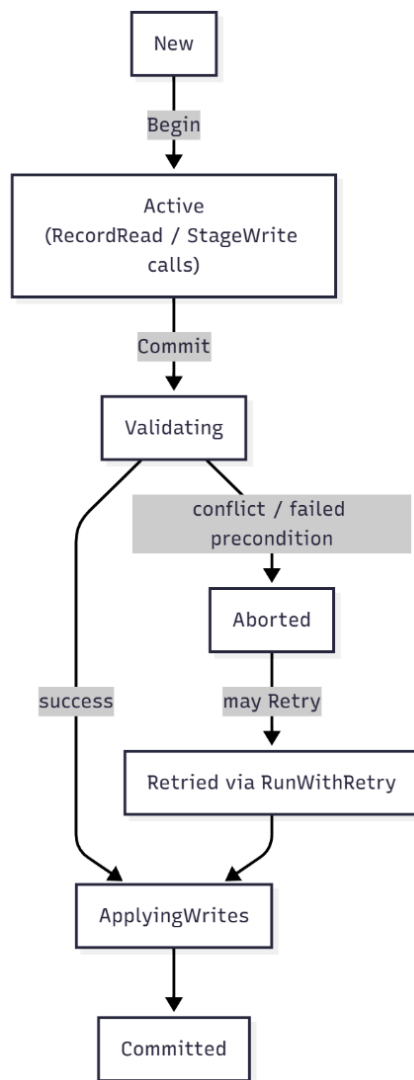 New
Begin
Active
(RecordRead / StageWrite
calls)
Commit
Validating
conflict / failed
precondition
Aborted
success
may Retry
Retried via RunWithRetry
ApplyingWrites
Committed